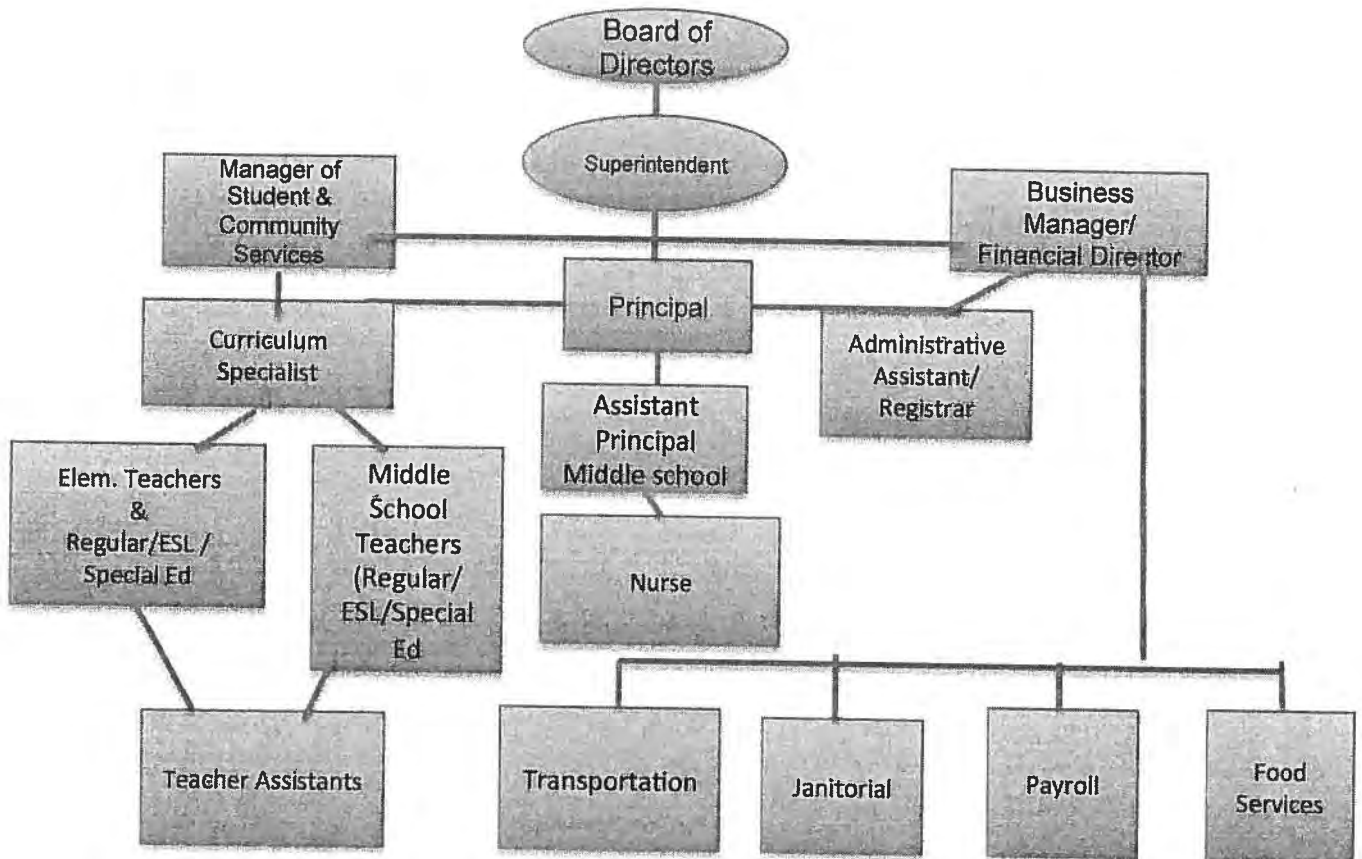 Board of
Directors
Superintendent
Manager of
Student &
Community
Services
Business
Manager/
Financial Director
Principal
Curriculum
Specialist
Administrative
Assistant/
Registrar
Assistant
Principal
Middle school
Elem. Teachers
&
Regular/ESL /
Special Ed
Middle
School
Teachers
(Regular/
ESL/Special
Ed
Nurse
Teacher Assistants
Transportation
Janitorial
Payroll
Food
Services